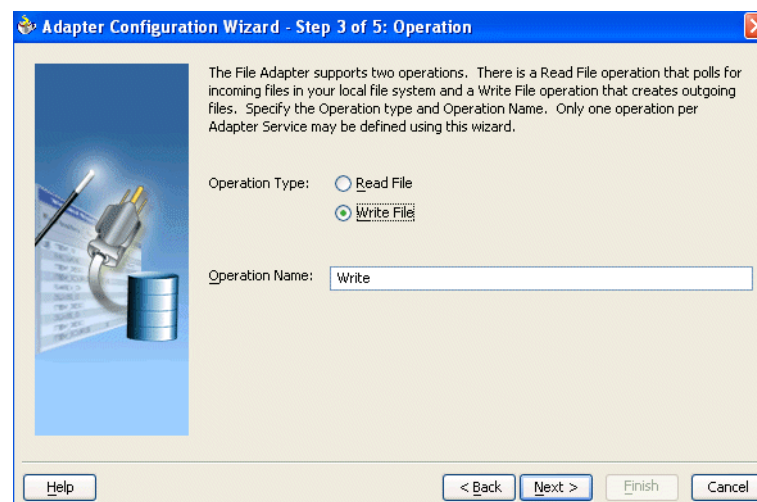 Adapter Configuration Wizard - Step 3 of 5: Operation
The File Adapter supports two operations. There is a Read File operation that polls for
incoming files in your local file system and a Write File operation that creates outgoing
files. Specify the Operation type and Operation Name. Only one operation per
Adapter Service may be defined using this wizard.
Operation Type: Read File
Write File
Operation Name: Write
Help < Back Next > Finish Cancel